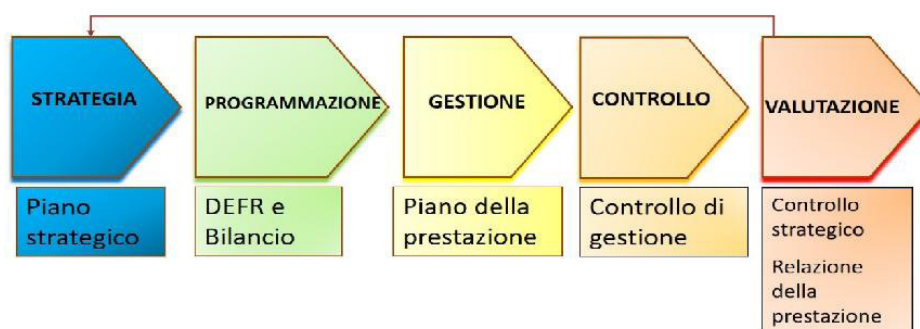 STRATEGIA
PROGRAMMAZIONE
GESTIONE
CONTROLLO
VALUTAZIONE
Piano
strategico
DEFR e
Bilancio
Piano della
prestazione
Controllo di
gestione
Controllo
strategico
Relazione
della
prestazione